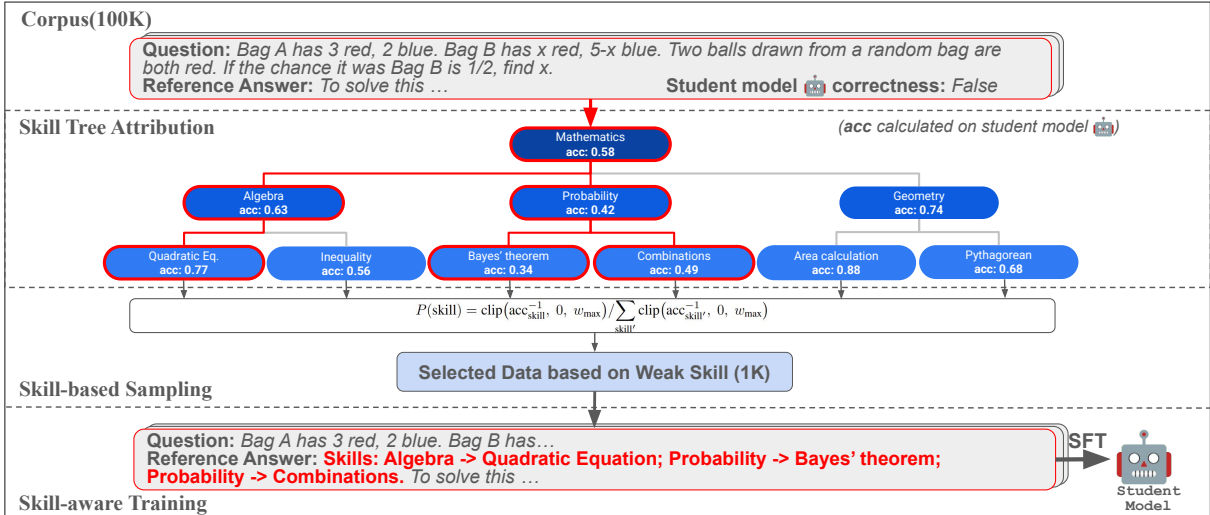 Corpus(100K)
Question: Bag A has 3 red, 2 blue. Bag B has x red, 5-x blue. Two balls drawn from a random bag are
both red. If the chance it was Bag B is 1/2, find x.
Reference Answer: To solve this … Student model 🤖 correctness: False
Skill Tree Attribution
(acc calculated on student model 🤖)
Mathematics
acc: 0.58
Algebra
acc: 0.63
Probability
acc: 0.42
Geometry
acc: 0.74
Quadratic Eq.
acc: 0.77
Inequality
acc: 0.56
Bayes' theorem
acc: 0.34
Combinations
acc: 0.49
Area calculation
acc: 0.88
Pythagorean
acc: 0.68
P(skill) = clip(acc⁻¹_skill, 0, w_max)/∑_skill′ clip(acc⁻¹_skill′, 0, w_max)
Selected Data based on Weak Skill (1K)
Skill-based Sampling
Question: Bag A has 3 red, 2 blue. Bag B has…
Reference Answer: Skills: Algebra -> Quadratic Equation; Probability -> Bayes' theorem;
Probability -> Combinations. To solve this …
SFT
Student
Model
Skill-aware Training